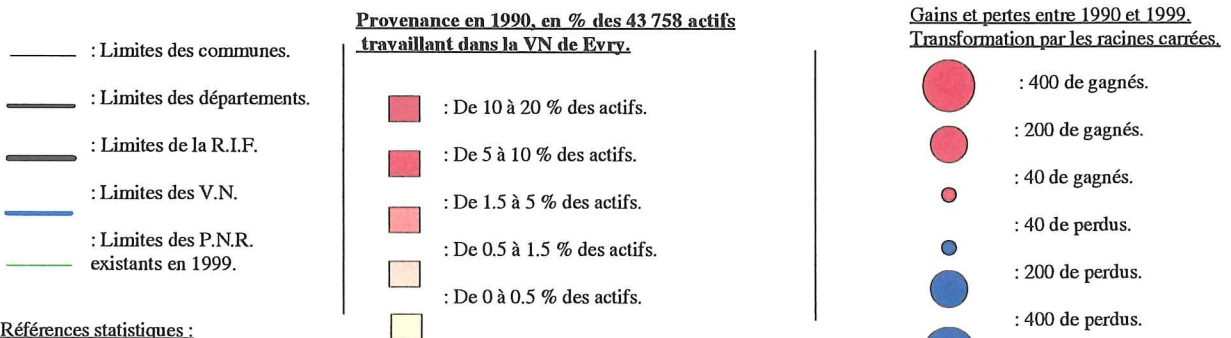 : Limites des communes.
: Limites des départements.
: Limites de la R.I.F.
: Limites des V.N.
: Limites des P.N.R.
existants en 1999.
Références statistiques :
Provenance en 1990, en % des 43 758 actifs
travaillant dans la VN de Evry.
: De 10 à 20 % des actifs.
: De 5 à 10 % des actifs.
: De 1.5 à 5 % des actifs.
: De 0.5 à 1.5 % des actifs.
: De 0 à 0.5 % des actifs.
Gains et pertes entre 1990 et 1999.
Transformation par les racines carrées.
: 400 de gagnés.
: 200 de gagnés.
: 40 de gagnés.
: 40 de perdus.
: 200 de perdus.
: 400 de perdus.